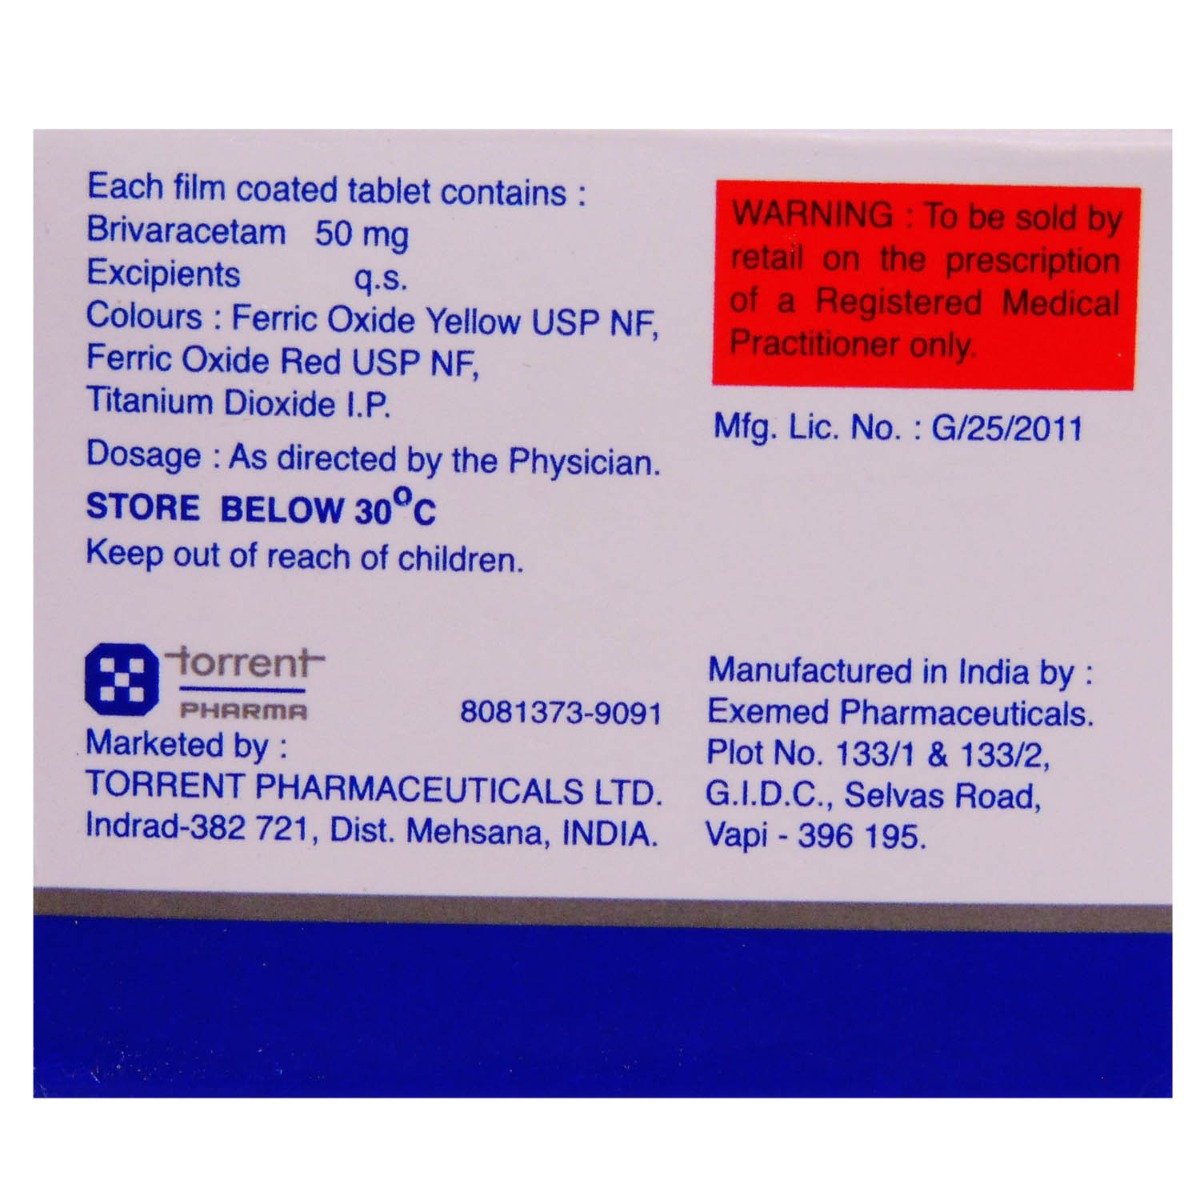 Each film coated tablet contains :
Brivaracetam 50 mg
Excipients q.s.
Colours : Ferric Oxide Yellow USP NF,
Ferric Oxide Red USP NF,
Titanium Dioxide I.P.
Dosage : As directed by the Physician.
STORE BELOW 30°C
Keep out of reach of children.
WARNING : To be sold by
retail on the prescription
of a Registered Medical
Practitioner only.
Mfg. Lic. No. : G/25/2011
torrent
PHARMA
8081373-9091
Marketed by :
TORRENT PHARMACEUTICALS LTD.
Indrad-382 721, Dist. Mehsana, INDIA.
Manufactured in India by :
Exemed Pharmaceuticals.
Plot No. 133/1 & 133/2,
G.I.D.C., Selvas Road,
Vapi - 396 195.